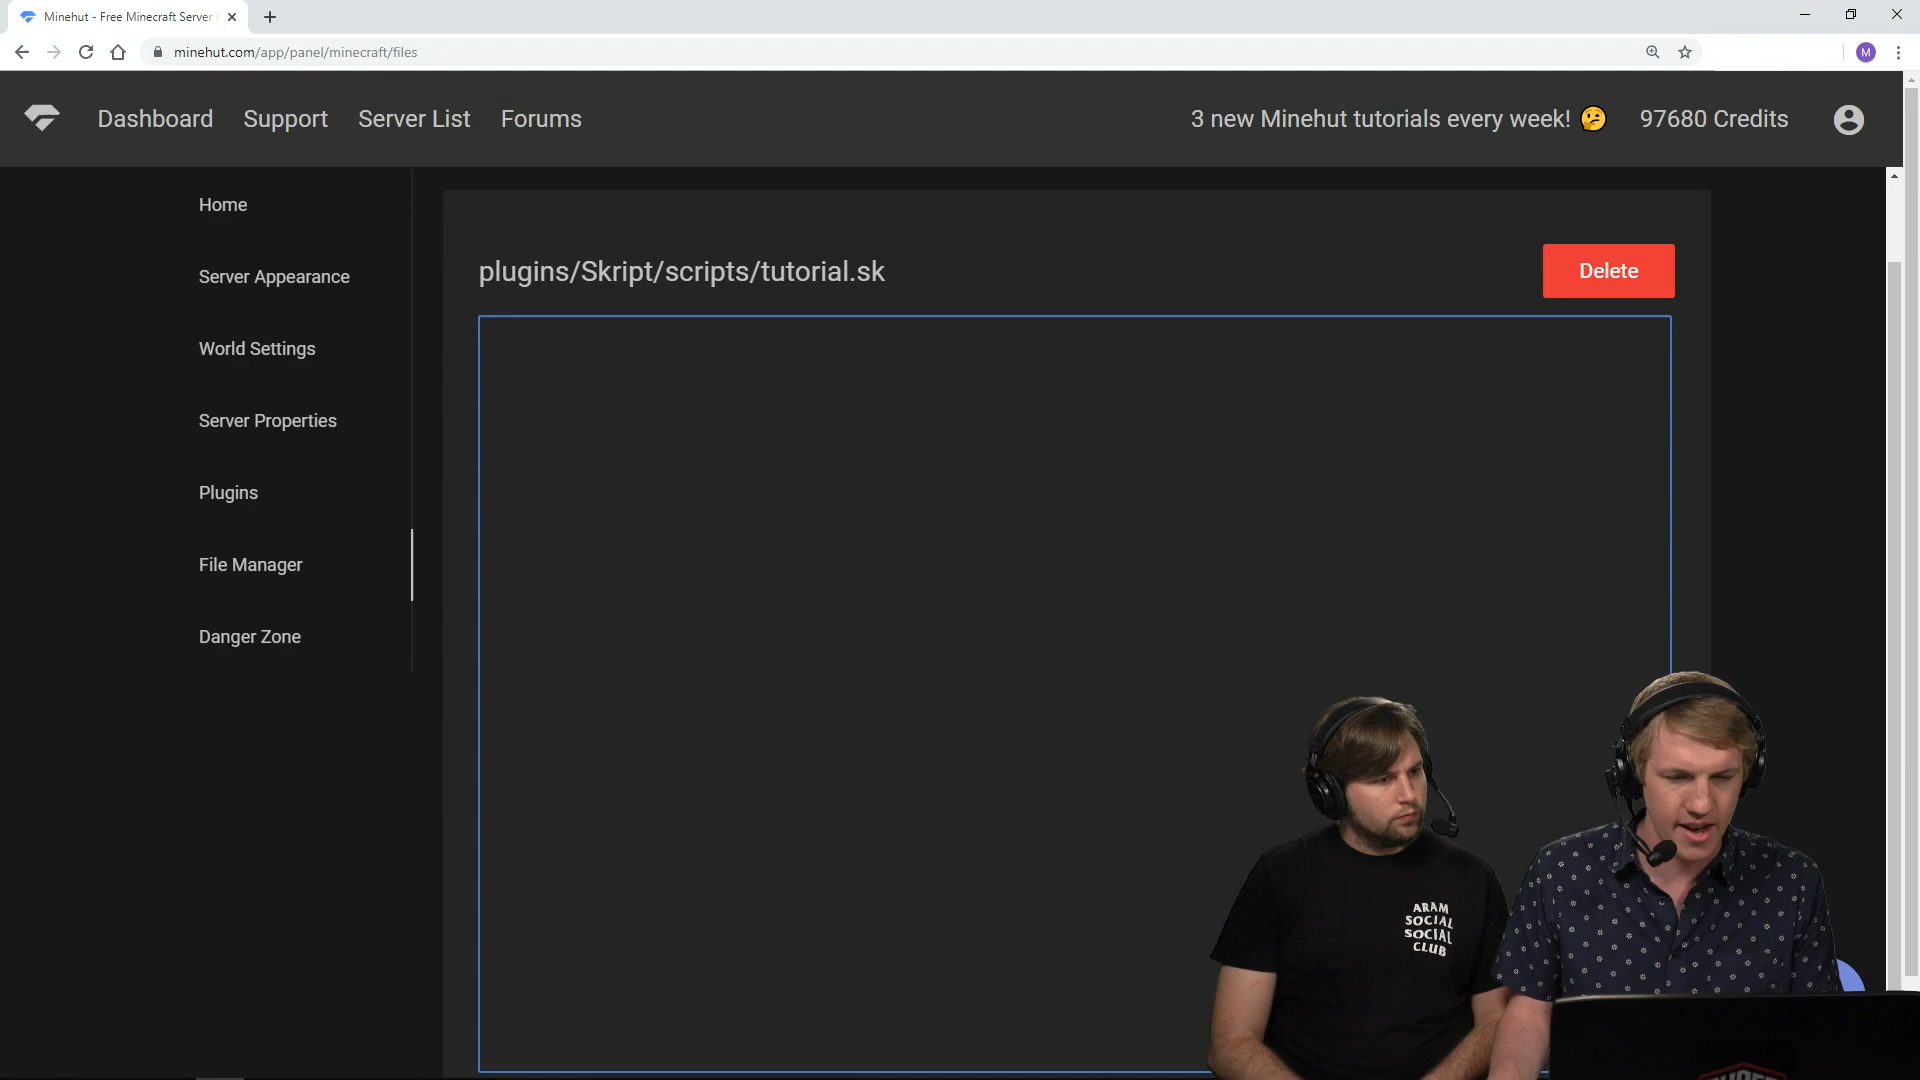 Minehut - Free Minecraft Server
minehut.com/app/panel/minecraft/files
M
Dashboard
Support
Server List
Forums
3 new Minehut tutorials every week! 🤔
97680 Credits
Home
Server Appearance
World Settings
Server Properties
Plugins
File Manager
Danger Zone
plugins/Skript/scripts/tutorial.sk
Delete
ARAM
SOCIAL
SOCIAL
CLUB